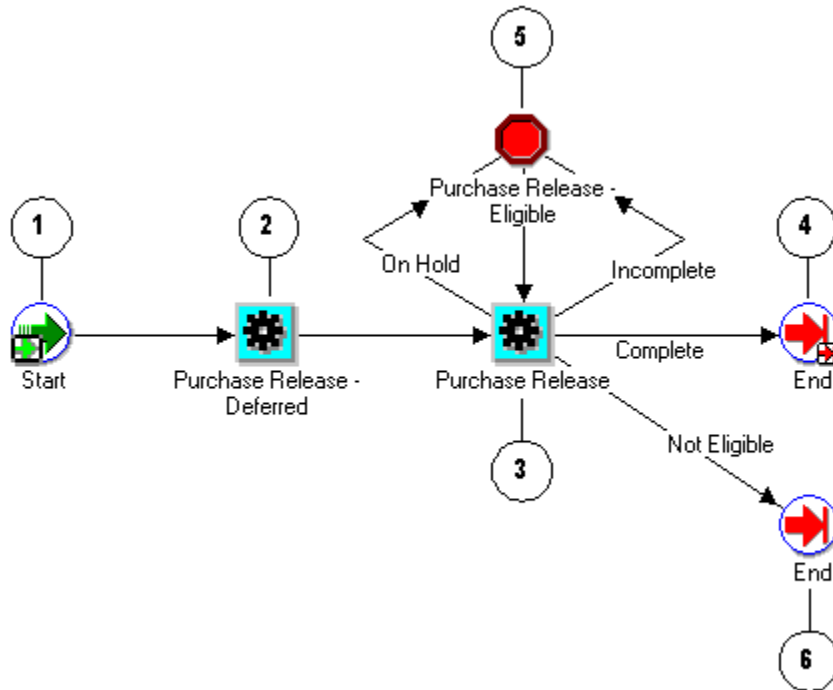 5
Purchase Release -
Eligible
1
2
4
On Hold
Incomplete
Start
Purchase Release -
Deferred
Purchase Release
Complete
End
3
Not Eligible
End
6